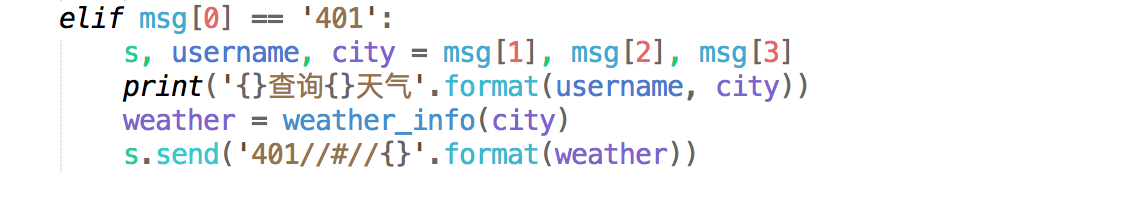 elif msg[0] == '401':
    s, username, city = msg[1], msg[2], msg[3]
    print('{}查询{}天气'.format(username, city))
    weather = weather_info(city)
    s.send('401//#//{}'.format(weather))